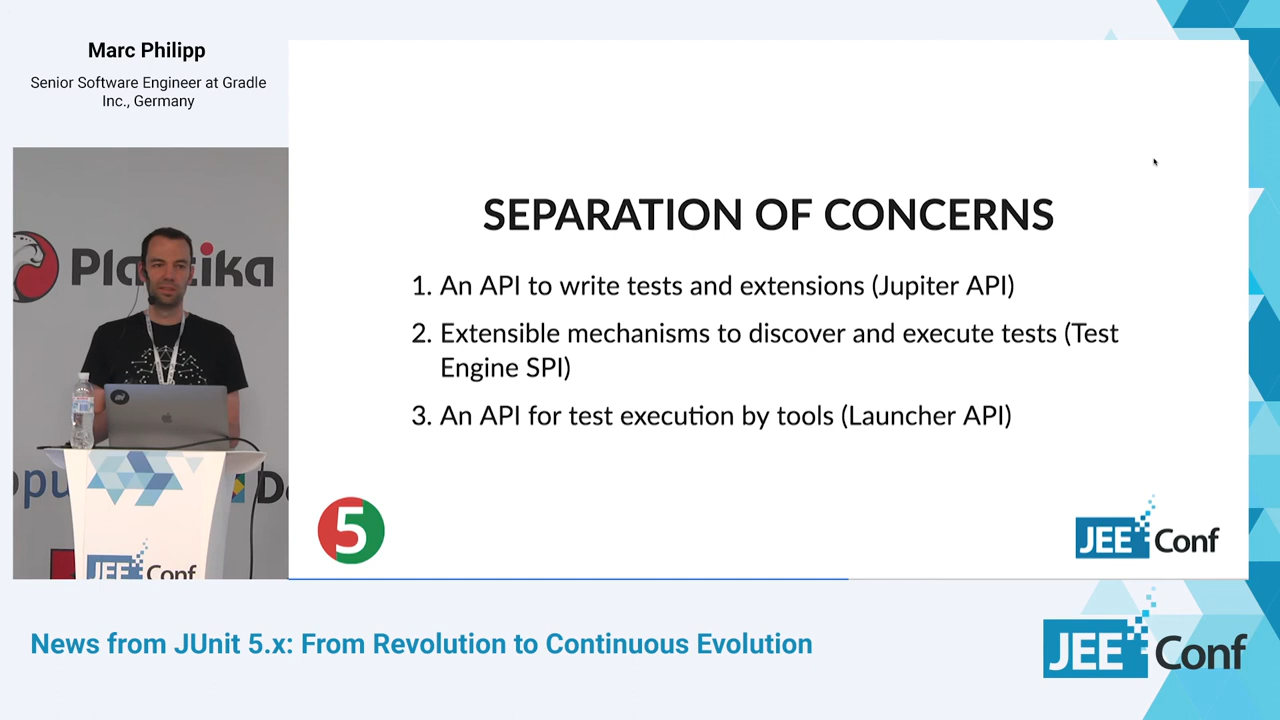 Marc Philipp
Senior Software Engineer at Gradle
Inc., Germany
SEPARATION OF CONCERNS
1. An API to write tests and extensions (Jupiter API)
2. Extensible mechanisms to discover and execute tests (Test
Engine SPI)
3. An API for test execution by tools (Launcher API)
5
JEE Conf
JEE Conf
News from JUnit 5.x: From Revolution to Continuous Evolution
JEE Conf